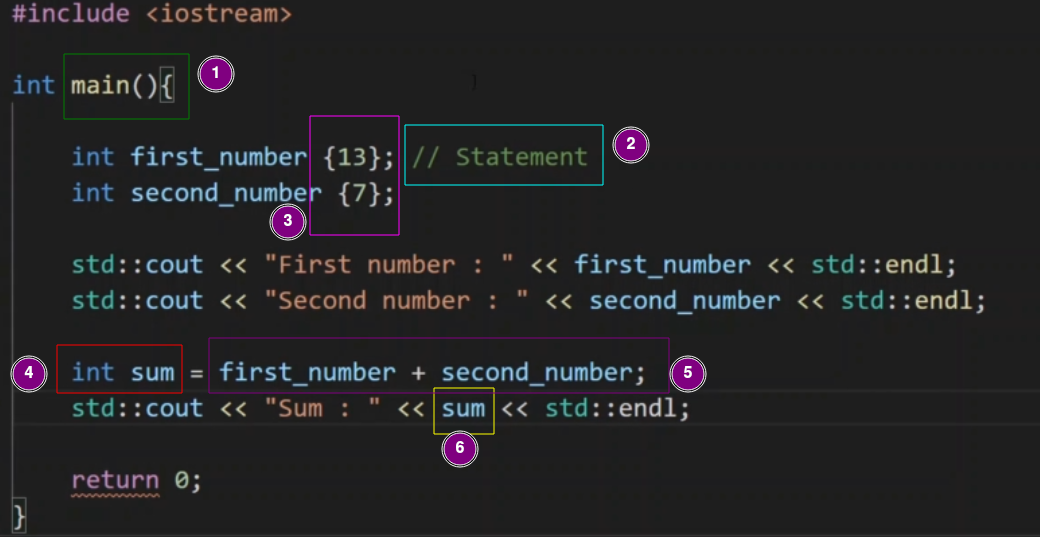 #include <iostream>
int main(){ 1
int first_number {13}; // Statement 2
int second_number {7};
3
std::cout << "First number : " << first_number << std::endl;
std::cout << "Second number : " << second_number << std::endl;
4 int sum = first_number + second_number; 5
std::cout << "Sum : " << sum << std::endl;
6
return 0;
}